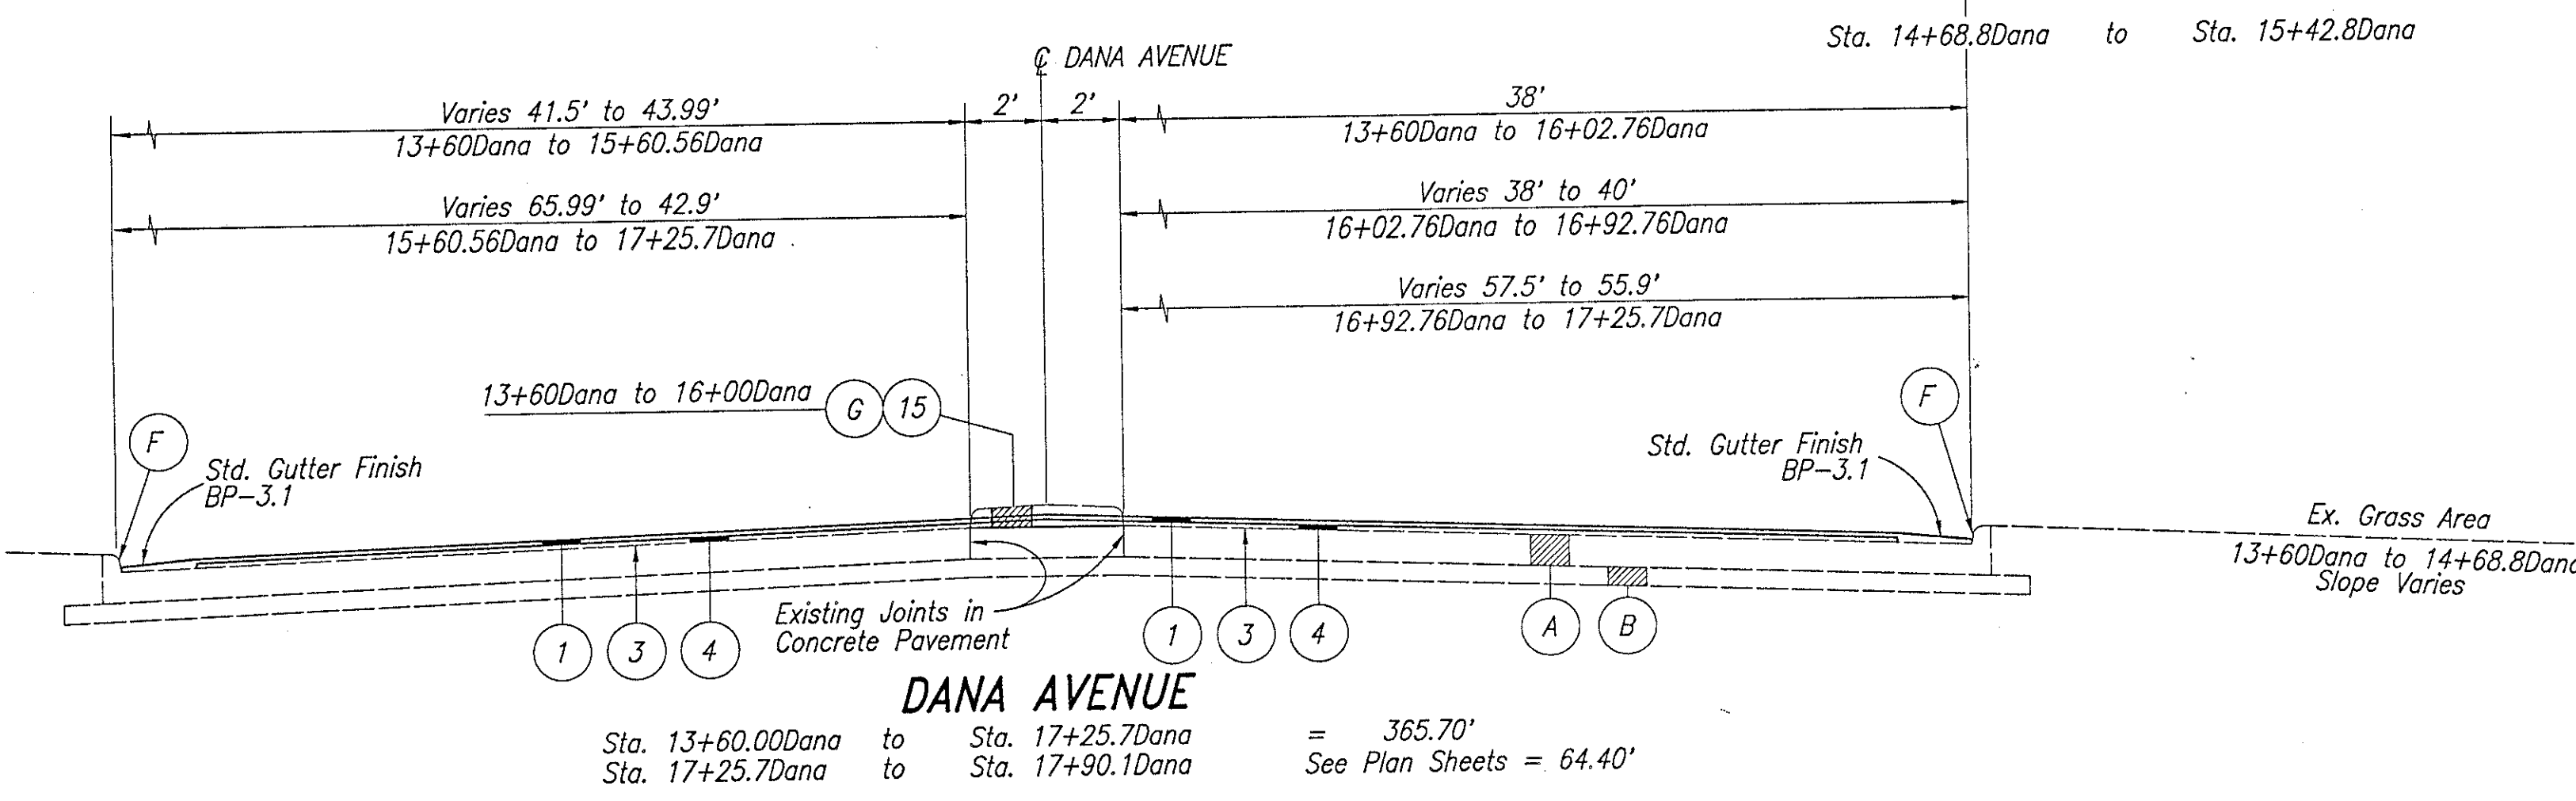 Sta. 14+68.8Dana to Sta. 15+42.8Dana
℄ DANA AVENUE
Varies 41.5' to 43.99'
13+60Dana to 15+60.56Dana
2'
2'
38'
13+60Dana to 16+02.76Dana
Varies 65.99' to 42.9'
15+60.56Dana to 17+25.7Dana
Varies 38' to 40'
16+02.76Dana to 16+92.76Dana
Varies 57.5' to 55.9'
16+92.76Dana to 17+25.7Dana
13+60Dana to 16+00Dana
G
15
F
F
Std. Gutter Finish
BP-3.1
Std. Gutter Finish
BP-3.1
Ex. Grass Area
13+60Dana to 14+68.8Dana
Slope Varies
Existing Joints in
Concrete Pavement
1
3
4
1
3
4
A
B
DANA AVENUE
Sta. 13+60.00Dana to Sta. 17+25.7Dana = 365.70'
Sta. 17+25.7Dana to Sta. 17+90.1Dana See Plan Sheets = 64.40'